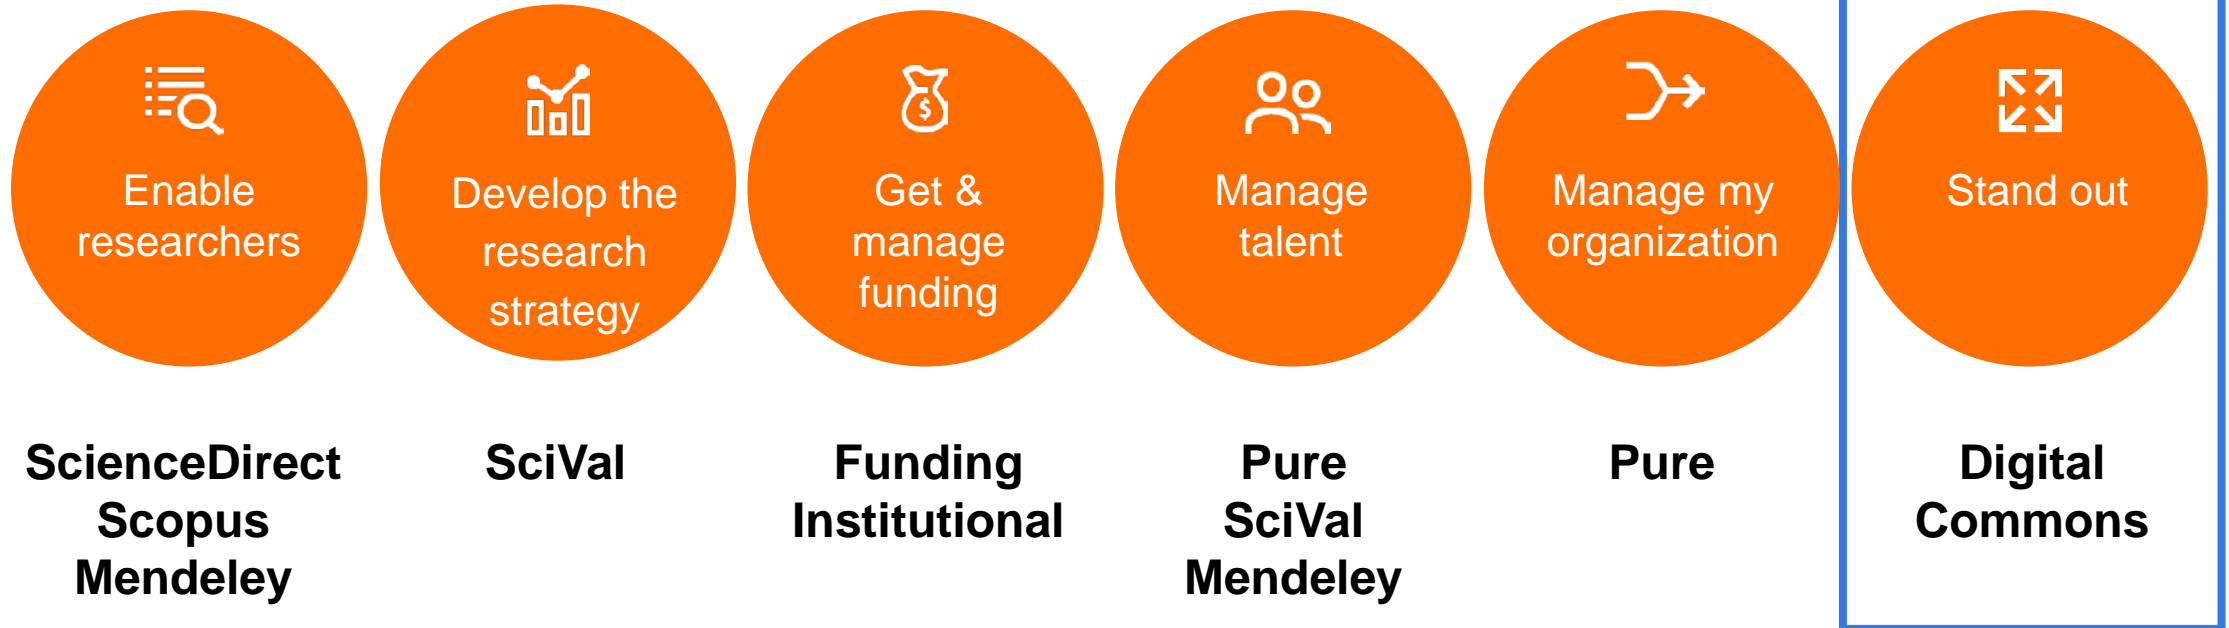 Enable
researchers
Develop the
research
strategy
Get &
manage
funding
Manage
talent
Manage my
organization
Stand out
ScienceDirect
Scopus
Mendeley
SciVal
Funding
Institutional
Pure
SciVal
Mendeley
Pure
Digital
Commons